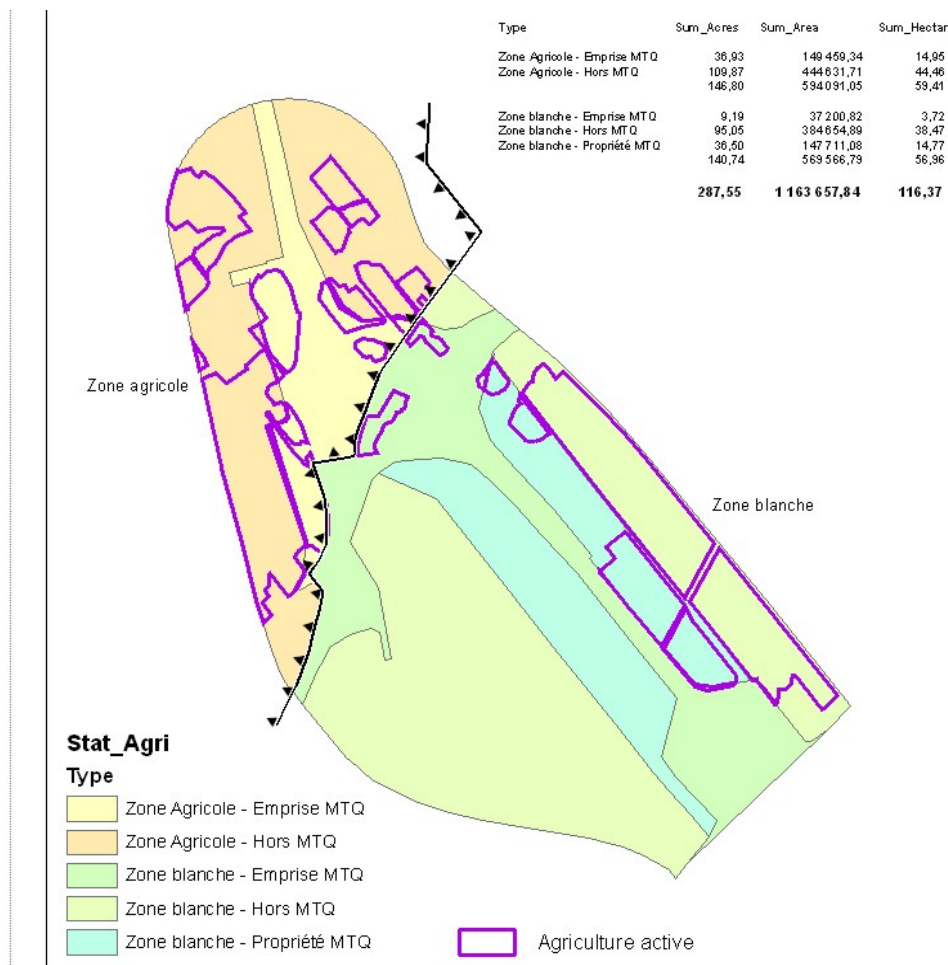 Type Sum_Acres Sum_Area Sum_Hectar
Zone Agricole - Emprise MTQ 36,93 149 459,34 14,95
Zone Agricole - Hors MTQ 109,87 444 631,71 44,46
146,80 594 091,05 59,41
Zone blanche - Emprise MTQ 9,19 37 200,82 3,72
Zone blanche - Hors MTQ 95,05 384 654,89 38,47
Zone blanche - Propriété MTQ 36,50 147 711,08 14,77
140,74 569 566,79 56,96
287,55 1 163 657,84 116,37
Zone agricole
Zone blanche
Stat_Agri
Type
Zone Agricole - Emprise MTQ
Zone Agricole - Hors MTQ
Zone blanche - Emprise MTQ
Zone blanche - Hors MTQ
Zone blanche - Propriété MTQ
Agriculture active